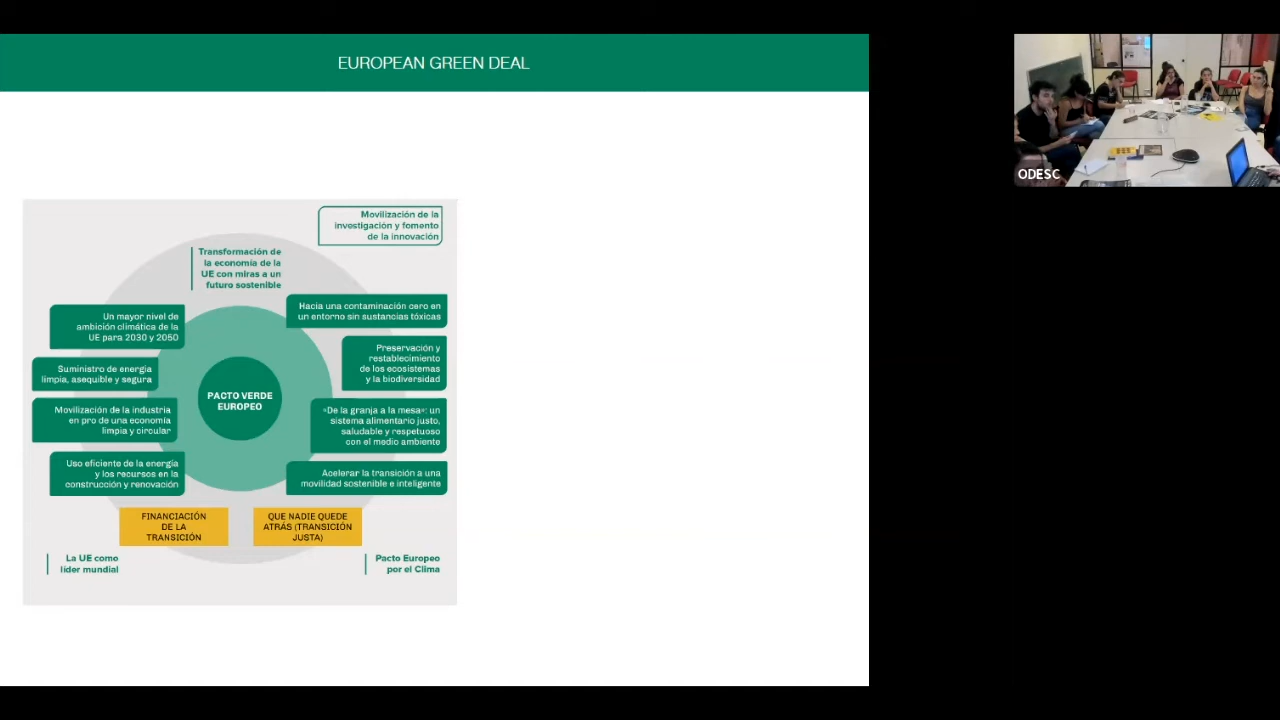 EUROPEAN GREEN DEAL
Movilización de la
investigación y fomento
de la innovación
Transformación de
la economía de la
UE con miras a un
futuro sostenible
Un mayor nivel de
ambición climática de la
UE para 2030 y 2050
Suministro de energía
limpia, asequible y segura
Movilización de la industria
en pro de una economía
limpia y circular
Uso eficiente de la energía
y los recursos en la
construcción y renovación
PACTO VERDE
EUROPEO
Hacia una contaminación cero en
un entorno sin sustancias tóxicas
Preservación y
restablecimiento
de los ecosistemas
y la biodiversidad
«De la granja a la mesa»: un
sistema alimentario justo,
saludable y respetuoso
con el medio ambiente
Acelerar la transición a una
movilidad sostenible e inteligente
FINANCIACIÓN
DE LA
TRANSICIÓN
QUE NADIE QUEDE
ATRÁS (TRANSICIÓN
JUSTA)
La UE como
líder mundial
Pacto Europeo
por el Clima
ODESC